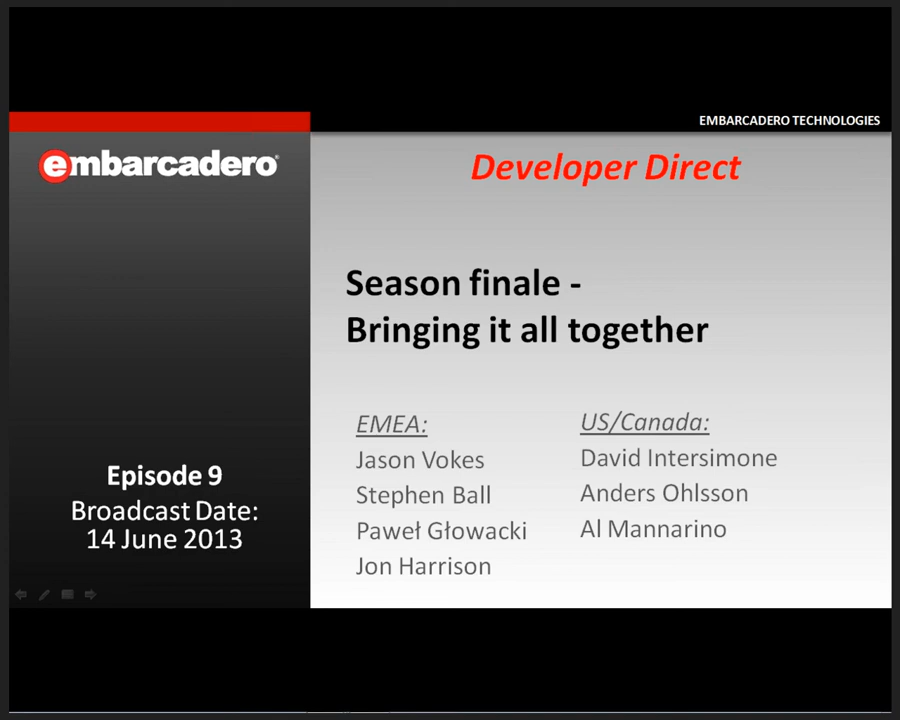 EMBARCADERO TECHNOLOGIES
embarcadero®
Developer Direct
Season finale -
Bringing it all together
EMEA:
Jason Vokes
Stephen Ball
Paweł Głowacki
Jon Harrison
US/Canada:
David Intersimone
Anders Ohlsson
Al Mannarino
Episode 9
Broadcast Date:
14 June 2013